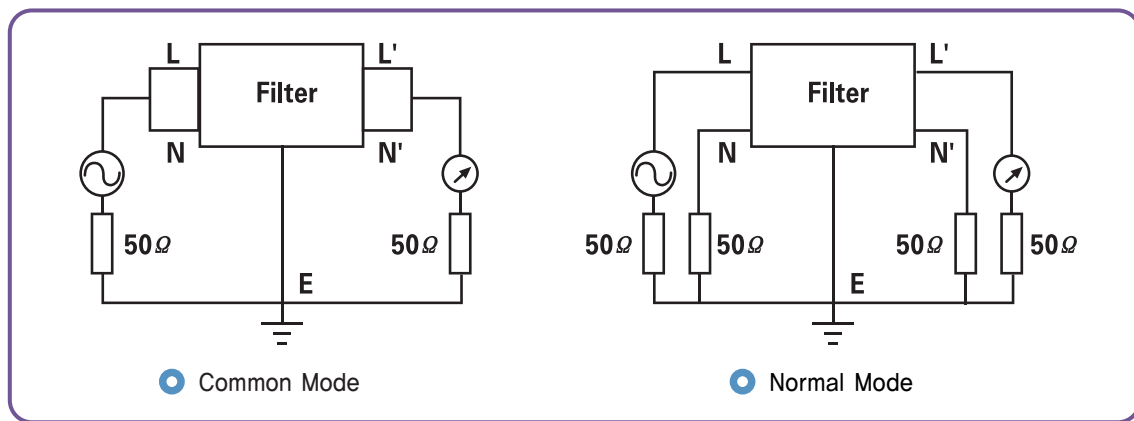 L
L'
Filter
N
N'
50Ω
50Ω
E
Common Mode
L
L'
Filter
N
N'
50Ω
50Ω
50Ω
50Ω
E
Normal Mode